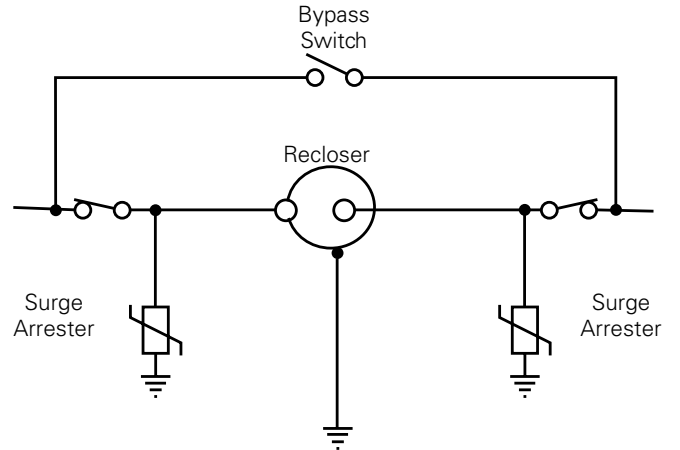 Bypass
Switch
Recloser
Surge
Arrester
Surge
Arrester